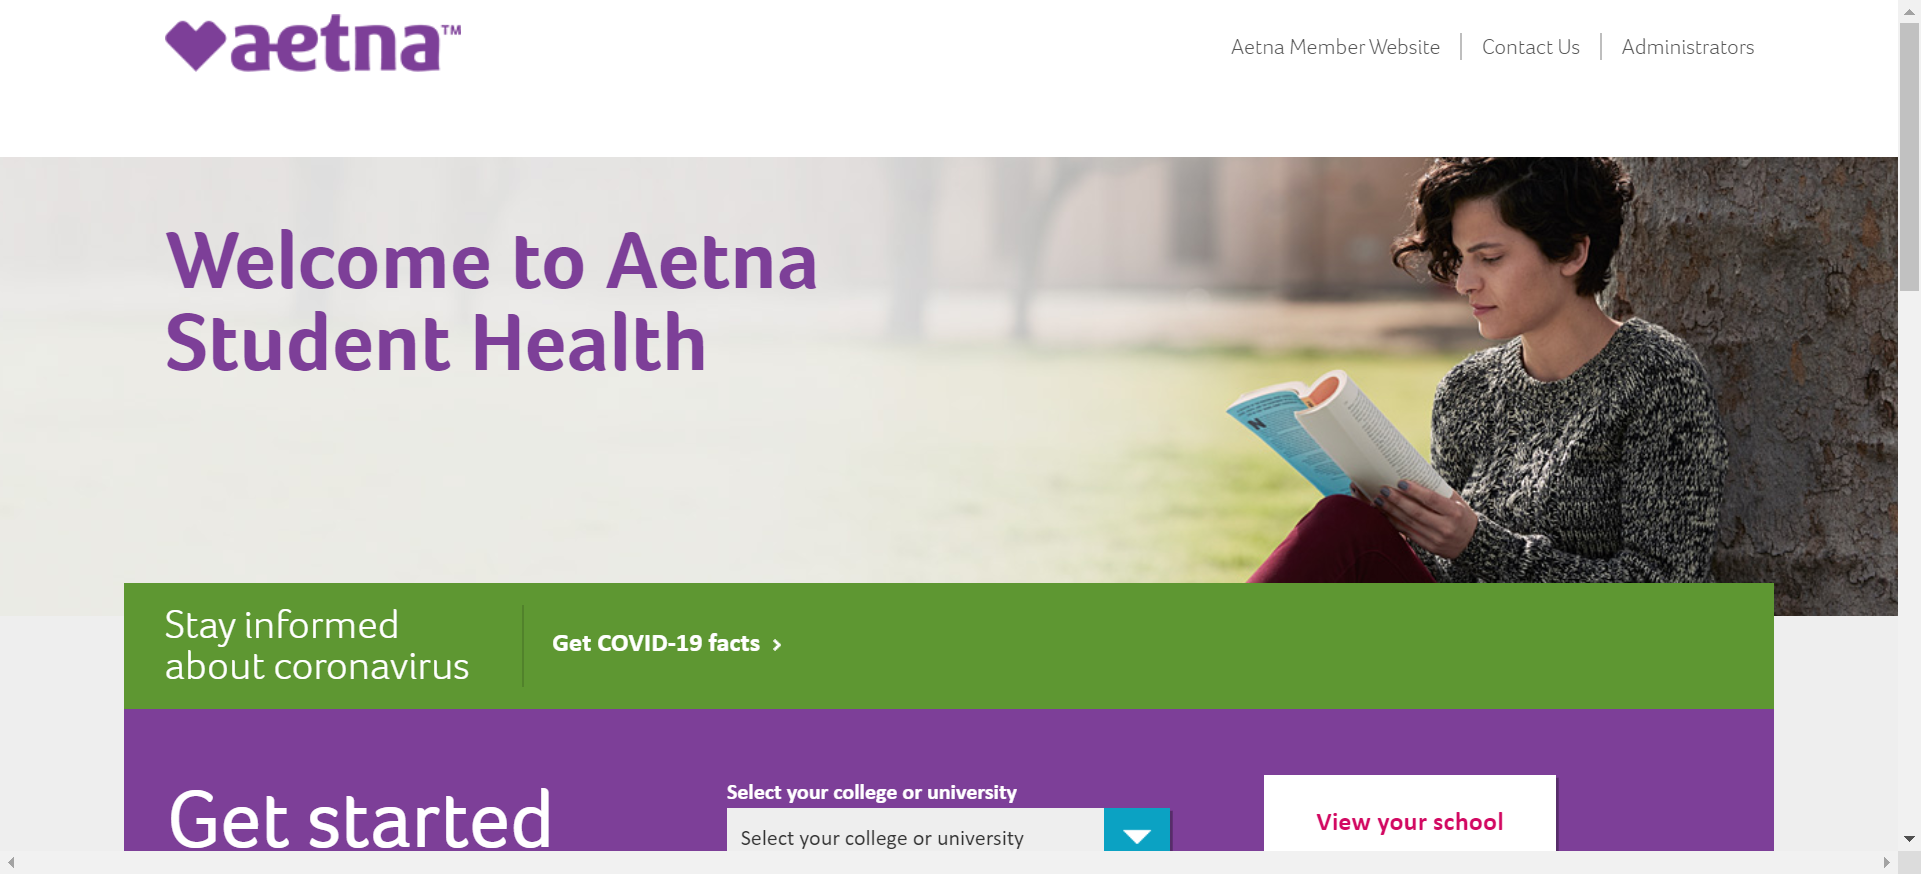 aetna™
Aetna Member Website
Contact Us
Administrators
Welcome to Aetna
Student Health
N
Stay informed
about coronavirus
Get COVID-19 facts ›
Get started
Select your college or university
Select your college or university
View your school